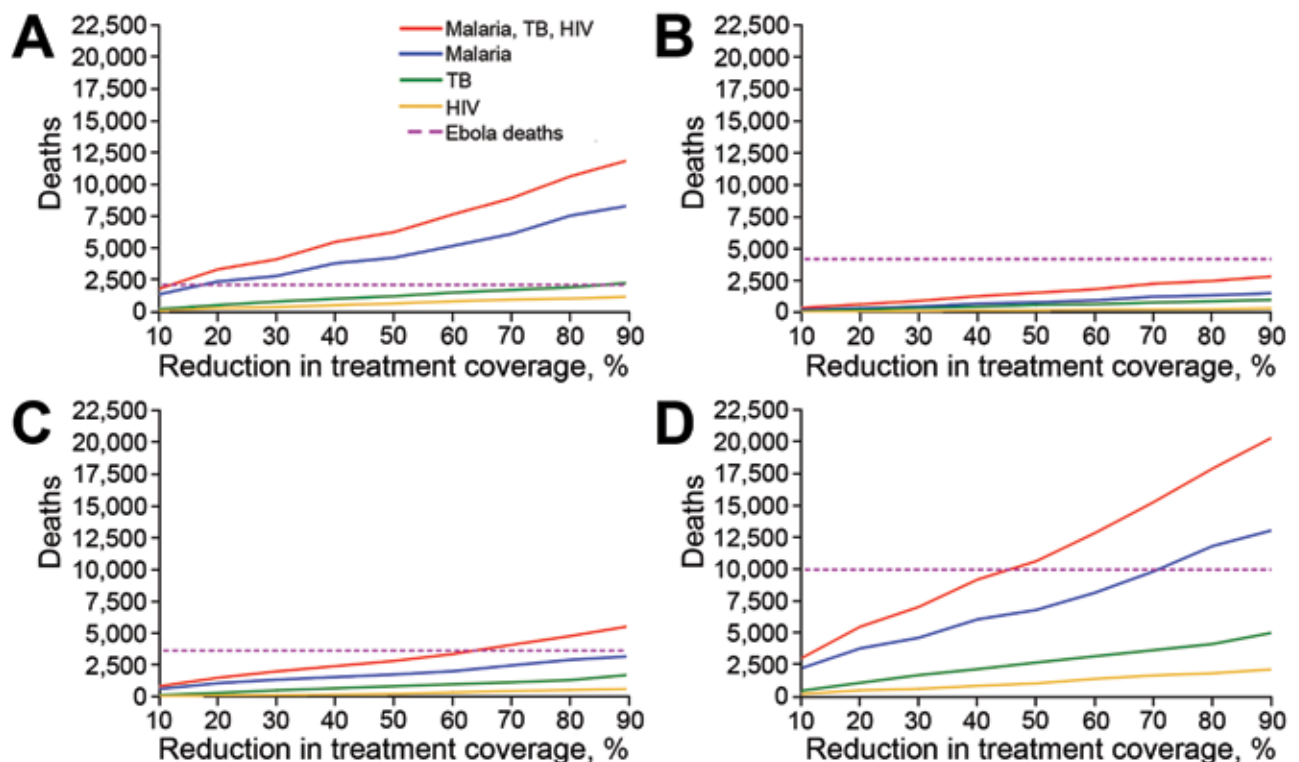 A
22,500
20,000
17,500
15,000
12,500
10,000
7,500
5,000
2,500
0
Deaths
Malaria, TB, HIV
Malaria
TB
HIV
Ebola deaths
10 20 30 40 50 60 70 80 90
Reduction in treatment coverage, %
B
22,500
20,000
17,500
15,000
12,500
10,000
7,500
5,000
2,500
0
Deaths
10 20 30 40 50 60 70 80 90
Reduction in treatment coverage, %
C
22,500
20,000
17,500
15,000
12,500
10,000
7,500
5,000
2,500
0
Deaths
10 20 30 40 50 60 70 80 90
Reduction in treatment coverage, %
D
22,500
20,000
17,500
15,000
12,500
10,000
7,500
5,000
2,500
0
Deaths
10 20 30 40 50 60 70 80 90
Reduction in treatment coverage, %